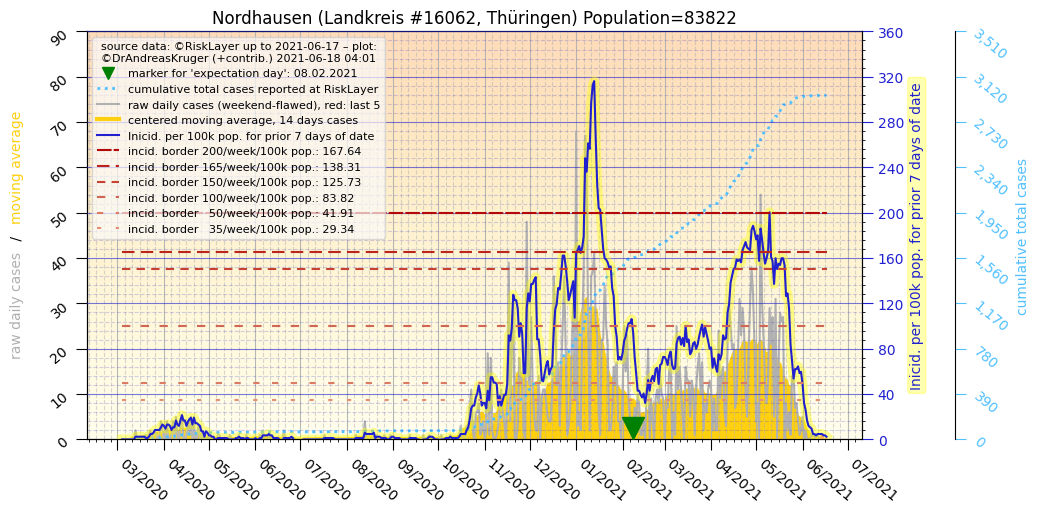 Nordhausen (Landkreis #16062, Thüringen) Population=83822
source data: ©RiskLayer up to 2021-06-17 – plot:
©DrAndreasKruger (+contrib.) 2021-06-18 04:01
marker for 'expectation day': 08.02.2021
cumulative total cases reported at RiskLayer
raw daily cases (weekend-flawed), red: last 5
centered moving average, 14 days cases
Inicid. per 100k pop. for prior 7 days of date
incid. border 200/week/100k pop.: 167.64
incid. border 165/week/100k pop.: 138.31
incid. border 150/week/100k pop.: 125.73
incid. border 100/week/100k pop.: 83.82
incid. border   50/week/100k pop.: 41.91
incid. border   35/week/100k pop.: 29.34
raw daily cases / moving average
90
80
70
60
50
40
30
20
10
0
360
320
280
240
200
160
120
80
40
0
Inicid. per 100k pop. for prior 7 days of date
3,510
3,120
2,730
2,340
1,950
1,560
1,170
780
390
0
cumulative total cases
03/2020
04/2020
05/2020
06/2020
07/2020
08/2020
09/2020
10/2020
11/2020
12/2020
01/2021
02/2021
03/2021
04/2021
05/2021
06/2021
07/2021